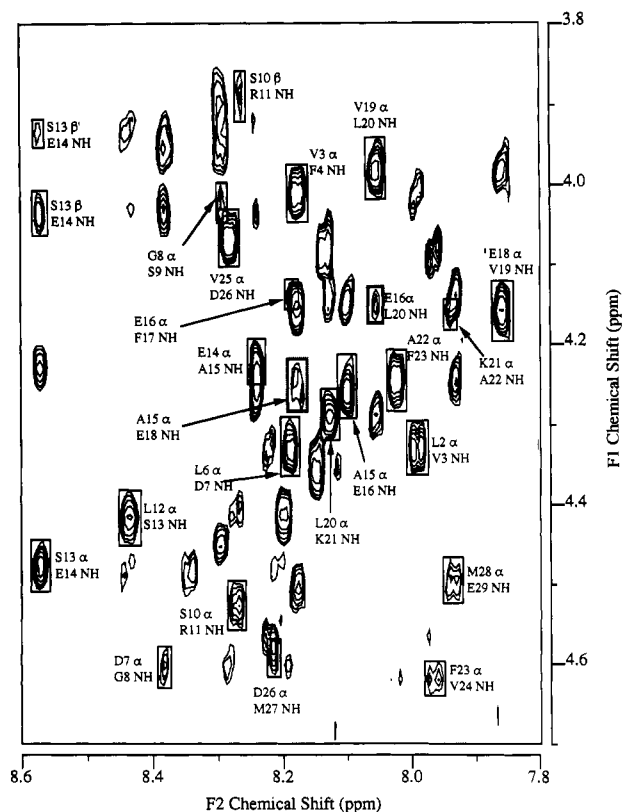 3.8
S10 β
R11 NH
S13 β'
E14 NH
V19 α
L20 NH
V3 α
F4 NH
4.0
S13 β
E14 NH
G8 α
S9 NH
V25 α
D26 NH
'E18 α
V19 NH
E16 α
F17 NH
E16α
L20 NH
4.2
A22 α
F23 NH
K21 α
A22 NH
E14 α
A15 NH
A15 α
E18 NH
L2 α
V3 NH
L6 α
D7 NH
A15 α
E16 NH
L20 α
K21 NH
4.4
L12 α
S13 NH
S13 α
E14 NH
M28 α
E29 NH
S10 α
R11 NH
4.6
D7 α
G8 NH
D26 α
M27 NH
F23 α
V24 NH
F1 Chemical Shift (ppm)
8.6
8.4
8.2
8.0
7.8
F2 Chemical Shift (ppm)